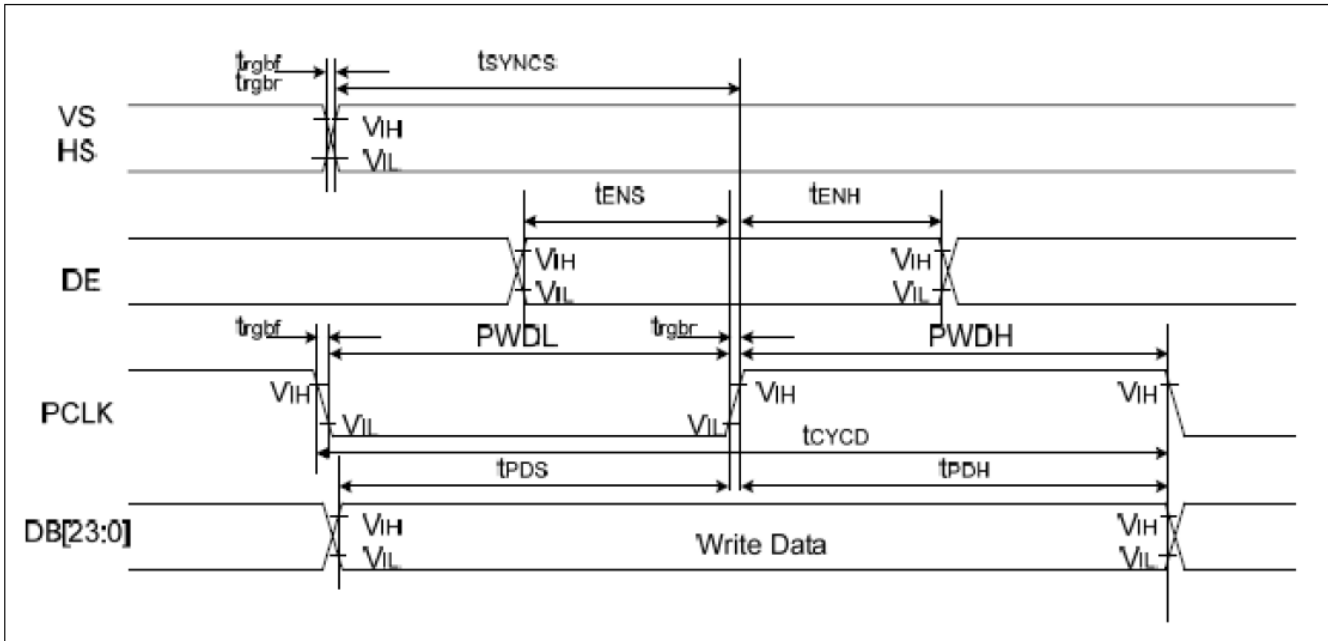 trgbf
trgbr
tSYNCS
VS
HS
VIH
VIL
tENS
tENH
DE
VIH
VIL
VIH
VIL
trgbf
PWDL
trgbr
PWDH
PCLK
VIH
VIL
VIL
VIH
VIH
tCYCD
tPDS
tPDH
DB[23:0]
VIH
VIL
Write Data
VIH
VIL